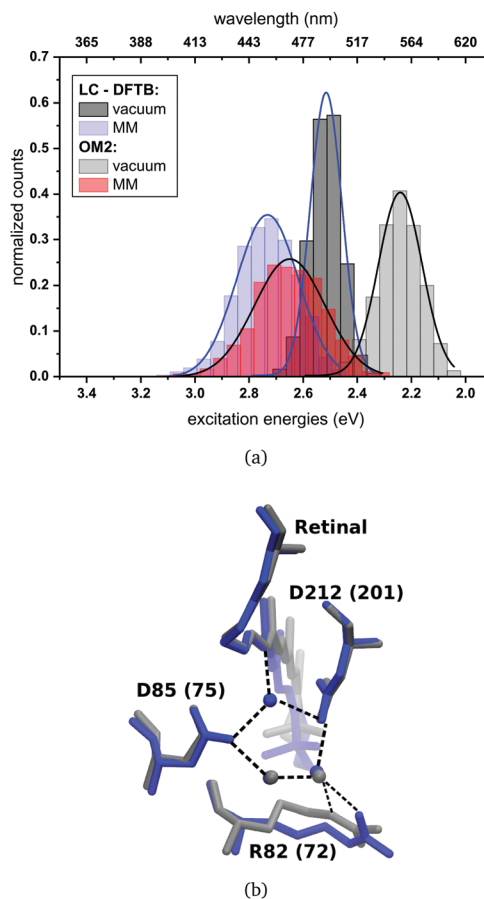 wavelength (nm)
365 398 413 443 477 517 564 620
0.7
0.6
0.5
0.4
0.3
0.2
0.1
0.0
normalized counts
LC - DFTB:
vacuum
MM
OM2:
vacuum
MM
3.4 3.2 3.0 2.8 2.6 2.4 2.2 2.0
excitation energies (eV)
(a)
Retinal
D212 (201)
D85 (75)
R82 (72)
(b)